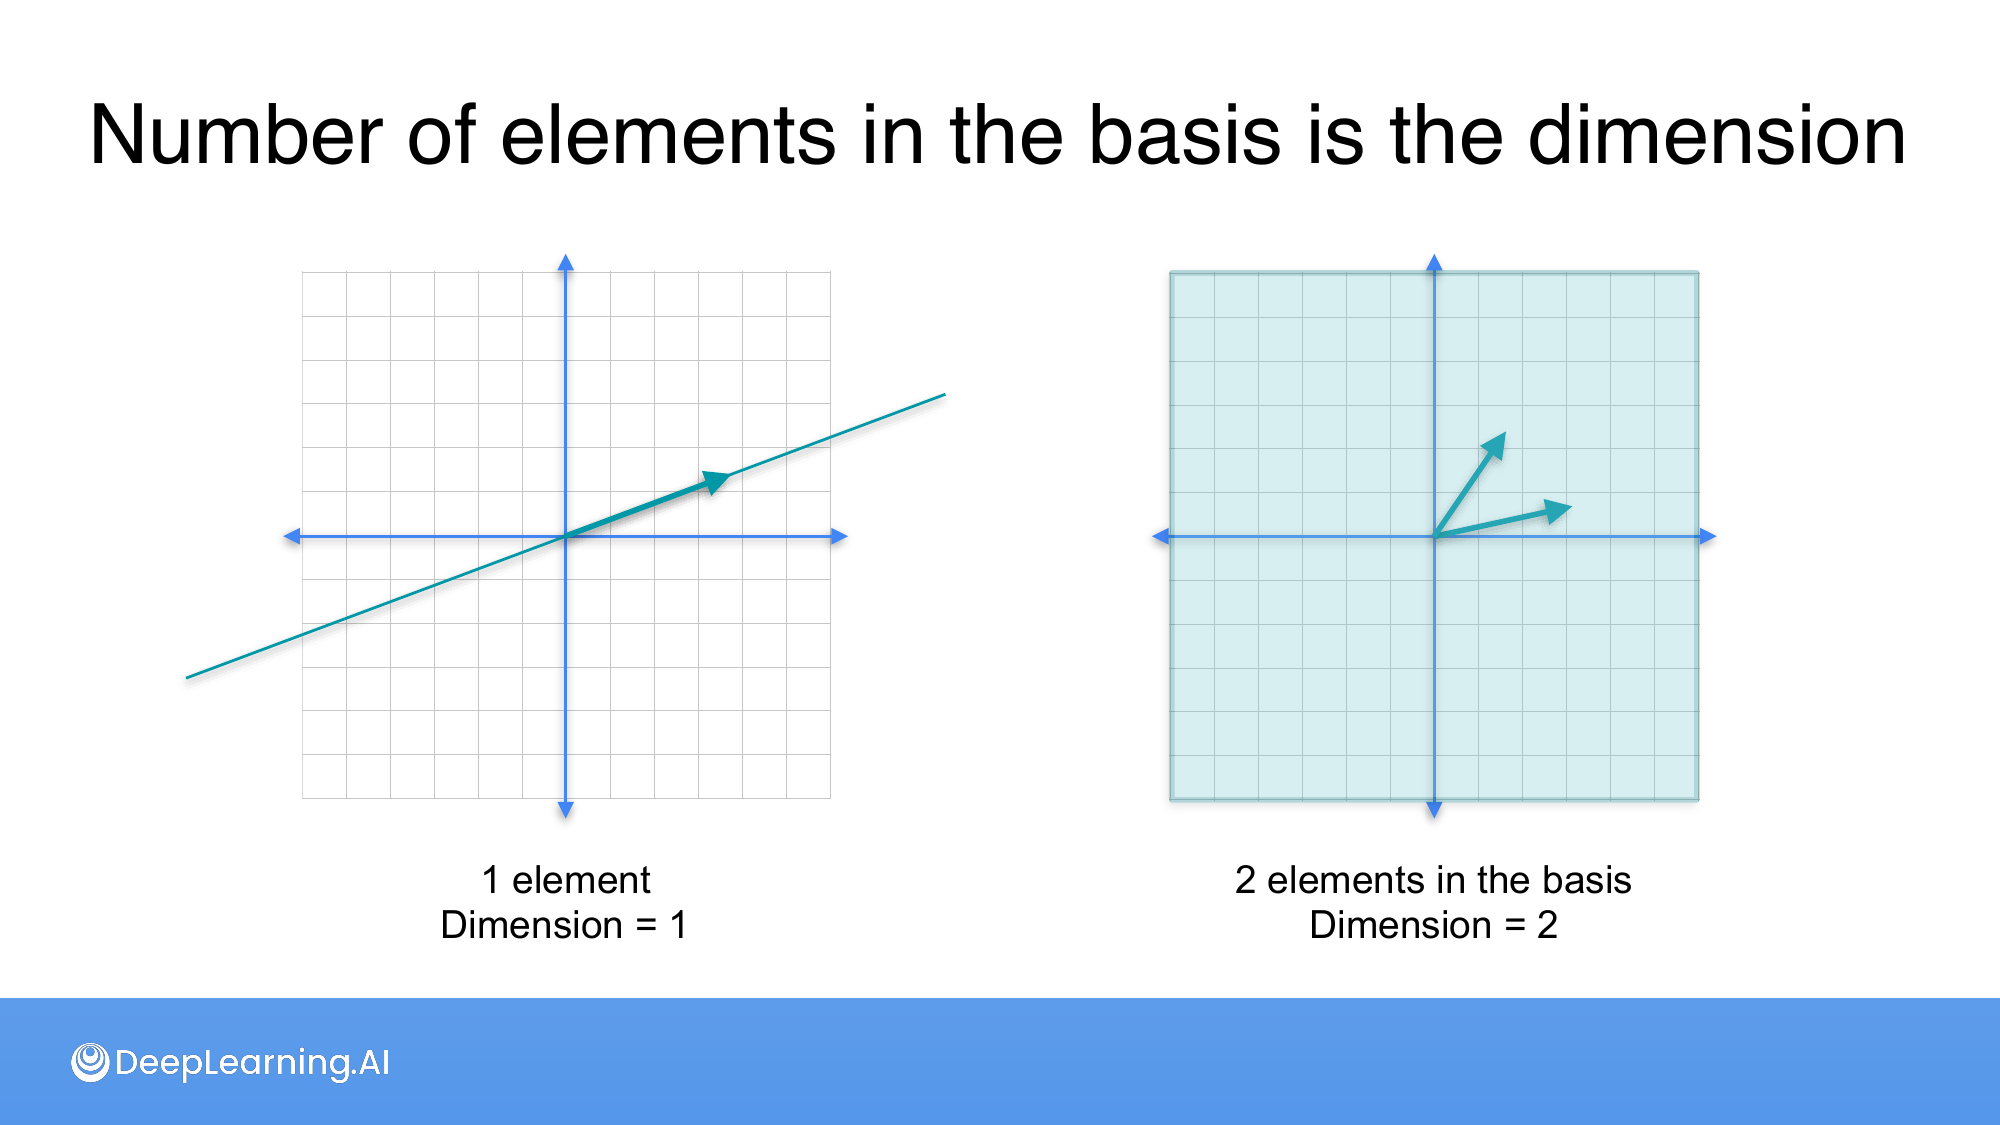 Number of elements in the basis is the dimension
1 element
Dimension = 1
2 elements in the basis
Dimension = 2
DeepLearning.AI